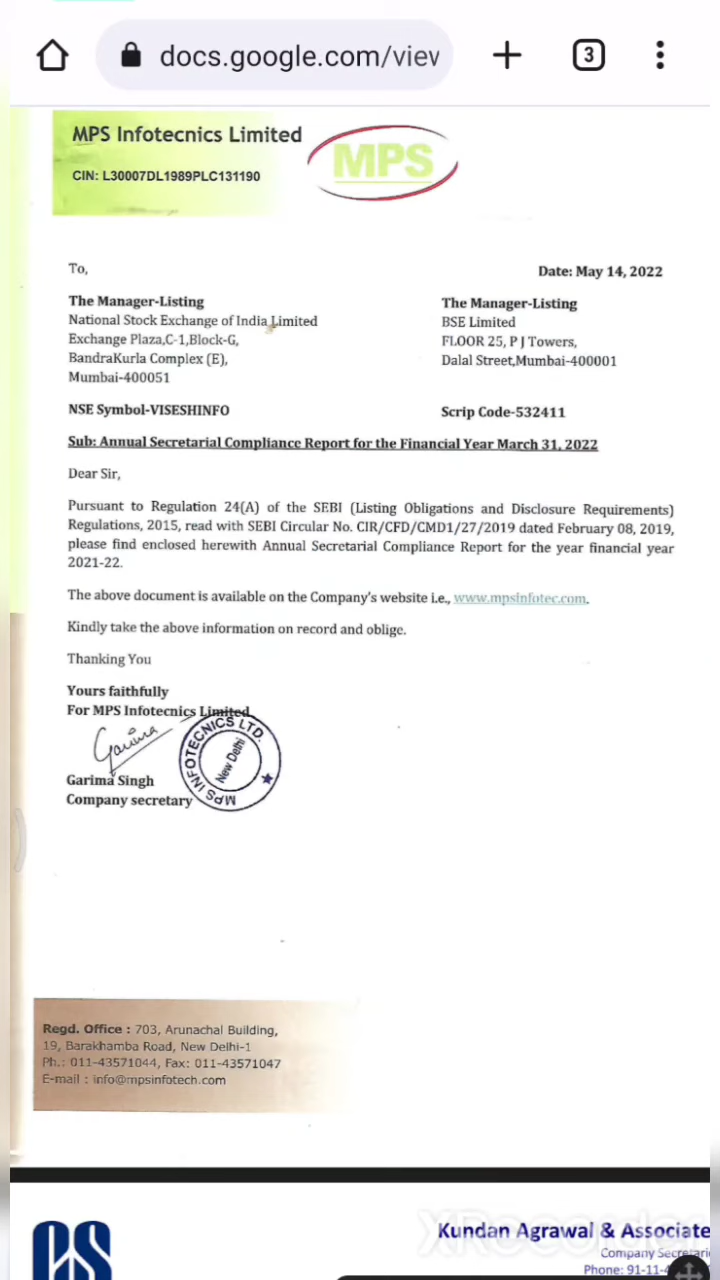 docs.google.com/view
3
MPS Infotecnics Limited
CIN: L30007DL1989PLC131190
MPS
To,
Date: May 14, 2022
The Manager-Listing
National Stock Exchange of India Limited
Exchange Plaza,C-1,Block-G,
BandraKurla Complex (E),
Mumbai-400051
The Manager-Listing
BSE Limited
FLOOR 25, P J Towers,
Dalal Street,Mumbai-400001
NSE Symbol-VISESHINFO
Scrip Code-532411
Sub: Annual Secretarial Compliance Report for the Financial Year March 31, 2022
Dear Sir,
Pursuant to Regulation 24(A) of the SEBI (Listing Obligations and Disclosure Requirements)
Regulations, 2015, read with SEBI Circular No. CIR/CFD/CMD1/27/2019 dated February 08, 2019,
please find enclosed herewith Annual Secretarial Compliance Report for the year financial year
2021-22.
The above document is available on the Company's website i.e., www.mpsinfotec.com.
Kindly take the above information on record and oblige.
Thanking You
Yours faithfully
For MPS Infotecnics Limited
Garima
MPS INFOTECNICS LTD.
New Delhi
Garima Singh
Company secretary
Regd. Office : 703, Arunachal Building,
19, Barakhamba Road, New Delhi-1
Ph.: 011-43571044, Fax: 011-43571047
E-mail : info@mpsinfotech.com
XRecorder
Kundan Agrawal & Associate
Company
Phone: 91-11-